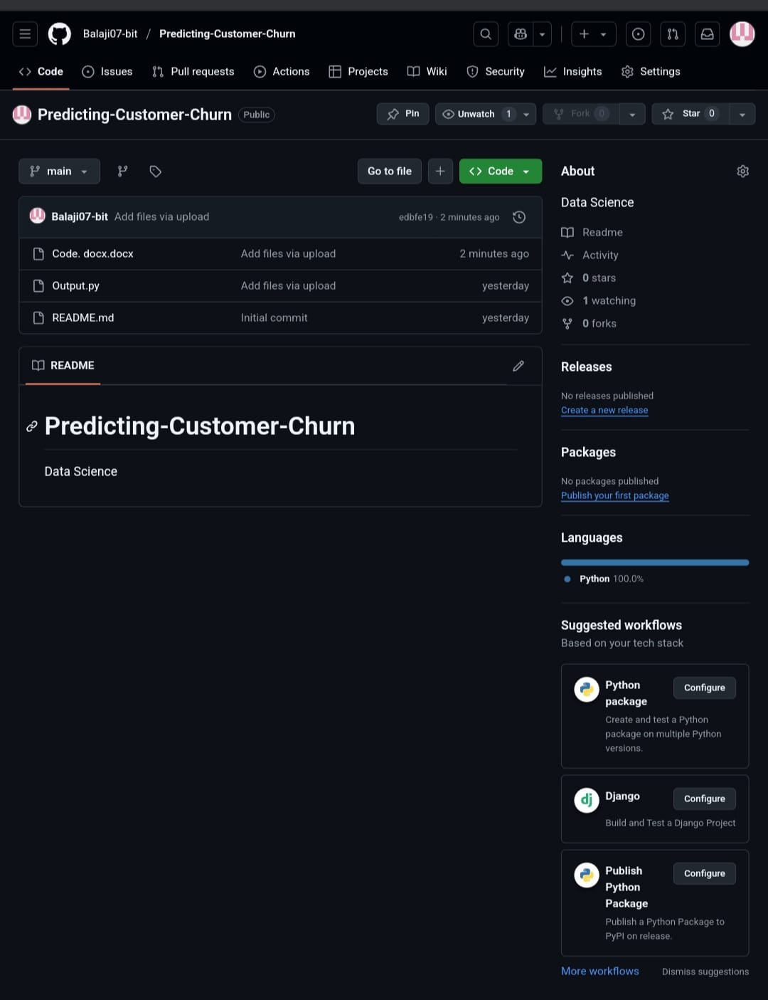 Balaji07-bit / Predicting-Customer-Churn
Code Issues Pull requests Actions Projects Wiki Security Insights Settings
Predicting-Customer-Churn Public Pin Unwatch 1 Fork 0 Star 0
main Go to file + Code
Balaji07-bit Add files via upload edbfe19 · 2 minutes ago
Code. docx.docx Add files via upload 2 minutes ago
Output.py Add files via upload yesterday
README.md Initial commit yesterday
README
Predicting-Customer-Churn
Data Science
About
Data Science
Readme
Activity
0 stars
1 watching
0 forks
Releases
No releases published
Create a new release
Packages
No packages published
Publish your first package
Languages
Python 100.0%
Suggested workflows
Based on your tech stack
Python
package
Configure
Create and test a Python
package on multiple Python
versions.
dj
Django
Configure
Build and Test a Django Project
Publish
Python
Package
Configure
Publish a Python Package to
PyPI on release.
More workflows Dismiss suggestions